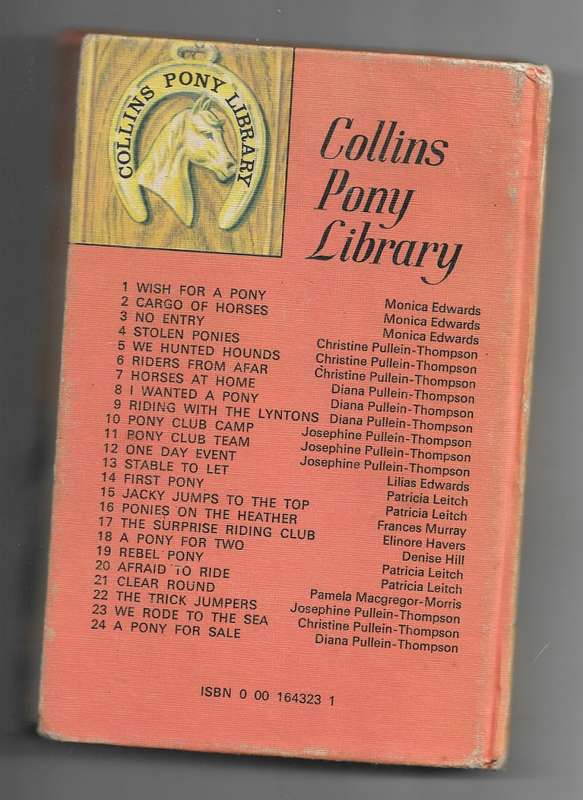 COLLINS PONY LIBRARY
Collins
Pony
Library
1 WISH FOR A PONY Monica Edwards
2 CARGO OF HORSES Monica Edwards
3 NO ENTRY Monica Edwards
4 STOLEN PONIES Christine Pullein-Thompson
5 WE HUNTED HOUNDS Christine Pullein-Thompson
6 RIDERS FROM AFAR Christine Pullein-Thompson
7 HORSES AT HOME Diana Pullein-Thompson
8 I WANTED A PONY Diana Pullein-Thompson
9 RIDING WITH THE LYNTONS Diana Pullein-Thompson
10 PONY CLUB CAMP Josephine Pullein-Thompson
11 PONY CLUB TEAM Josephine Pullein-Thompson
12 ONE DAY EVENT Josephine Pullein-Thompson
13 STABLE TO LET Lilias Edwards
14 FIRST PONY Patricia Leitch
15 JACKY JUMPS TO THE TOP Patricia Leitch
16 PONIES ON THE HEATHER Frances Murray
17 THE SURPRISE RIDING CLUB Elinore Havers
18 A PONY FOR TWO Denise Hill
19 REBEL PONY Patricia Leitch
20 AFRAID TO RIDE Patricia Leitch
21 CLEAR ROUND Pamela Macgregor-Morris
22 THE TRICK JUMPERS Josephine Pullein-Thompson
23 WE RODE TO THE SEA Christine Pullein-Thompson
24 A PONY FOR SALE Diana Pullein-Thompson
ISBN 0 00 164323 1